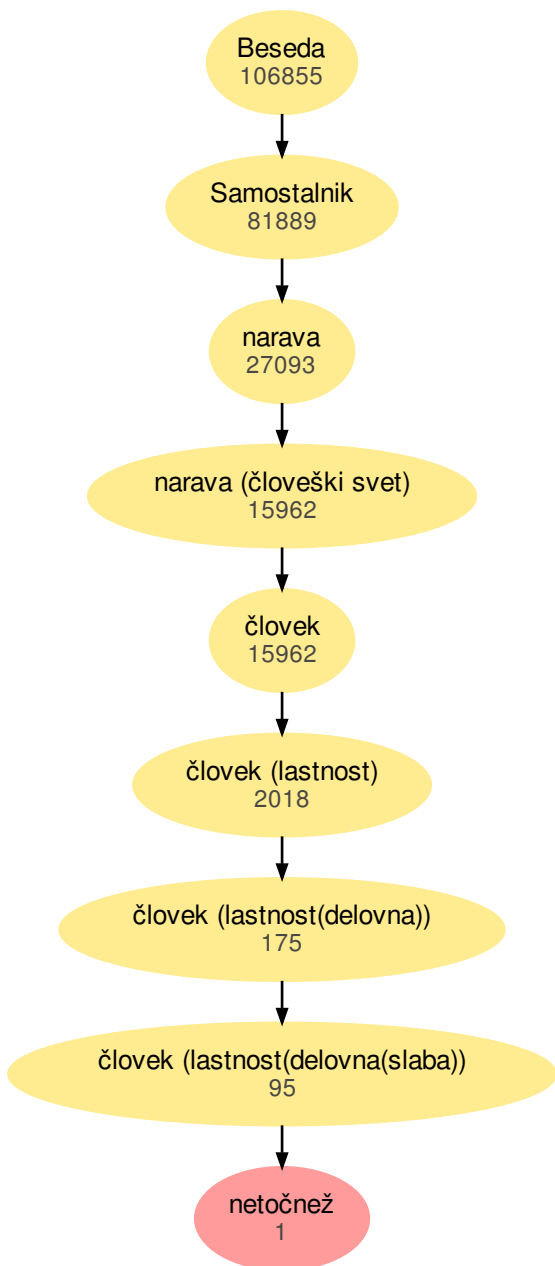 Beseda
106855
Samostalnik
81889
narava
27093
narava (človeški svet)
15962
človek
15962
človek (lastnost)
2018
človek (lastnost(delovna))
175
človek (lastnost(delovna(slaba))
95
netočnež
1